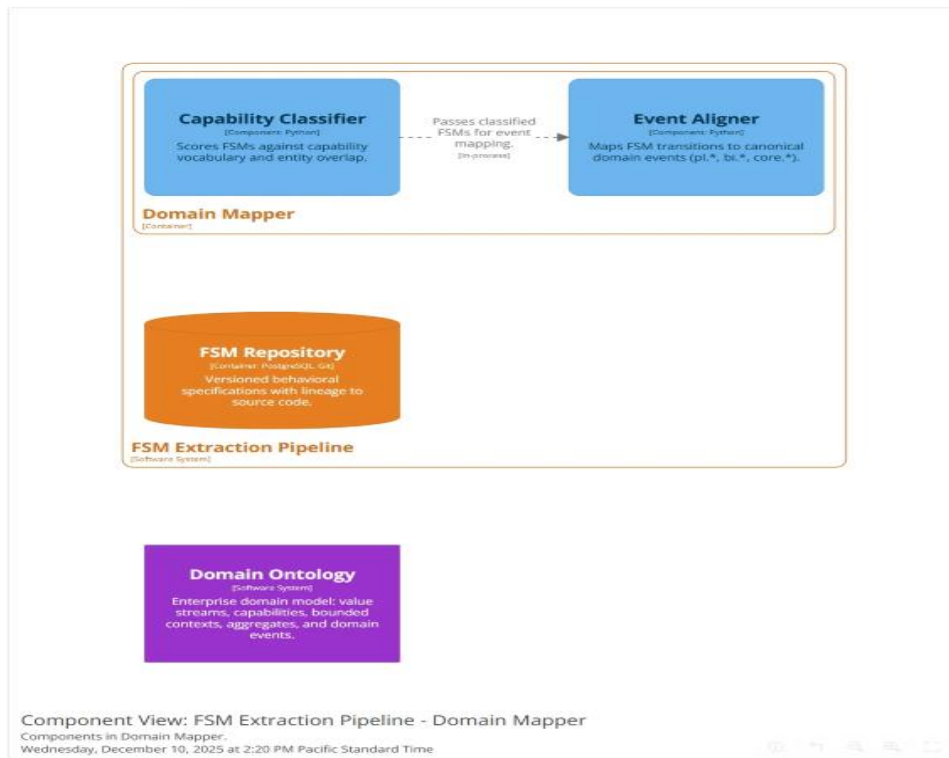 Capability Classifier
[Component: Python]
Scores FSMs against capability
vocabulary and entity overlap.
Passes classified
FSMs for event
mapping.
[In-process]
Event Aligner
[Component: Python]
Maps FSM transitions to canonical
domain events (pl.*, bi.*, core.*).
Domain Mapper
[Container]
FSM Repository
[Container: PostgreSQL, Git]
Versioned behavioral
specifications with lineage to
source code.
FSM Extraction Pipeline
[Software System]
Domain Ontology
[Software System]
Enterprise domain model: value
streams, capabilities, bounded
contexts, aggregates, and domain
events.
Component View: FSM Extraction Pipeline - Domain Mapper
Components in Domain Mapper.
Wednesday, December 10, 2025 at 2:20 PM Pacific Standard Time